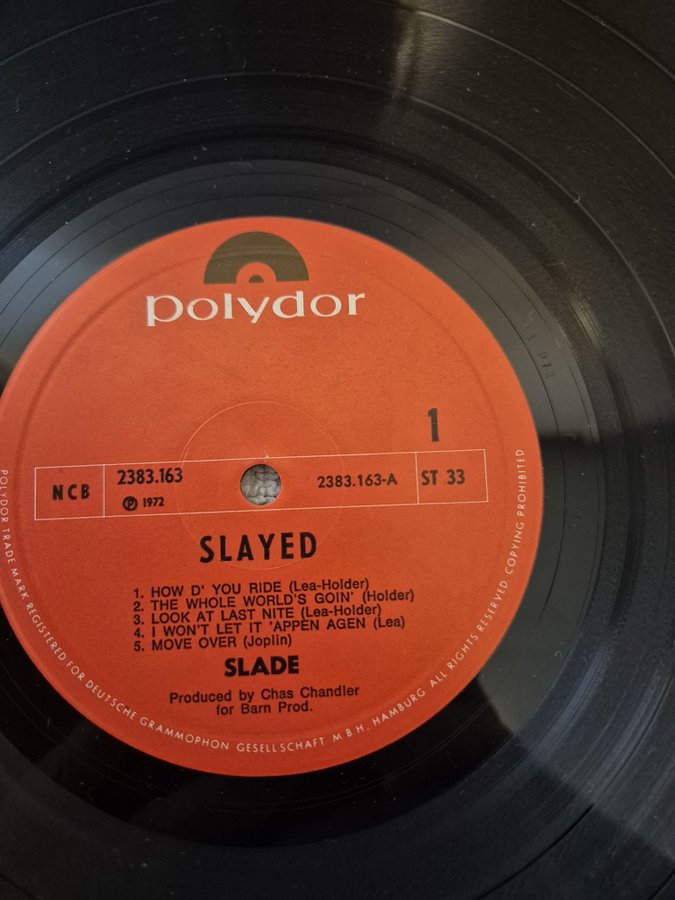 polydor
1
NCB
2383.163
℗ 1972
2383.163-A
ST 33
SLAYED
1. HOW D' YOU RIDE (Lea-Holder)
2. THE WHOLE WORLD'S GOIN' (Holder)
3. LOOK AT LAST NITE (Lea-Holder)
4. I WON'T LET IT 'APPEN AGEN (Lea)
5. MOVE OVER (Joplin)
SLADE
Produced by Chas Chandler
for Barn Prod.
POLYDOR TRADE MARK REGISTERED FOR DEUTSCHE GRAMMOPHON GESELLSCHAFT M B H. HAMBURG ALL RIGHTS RESERVED COPYING PROHIBITED